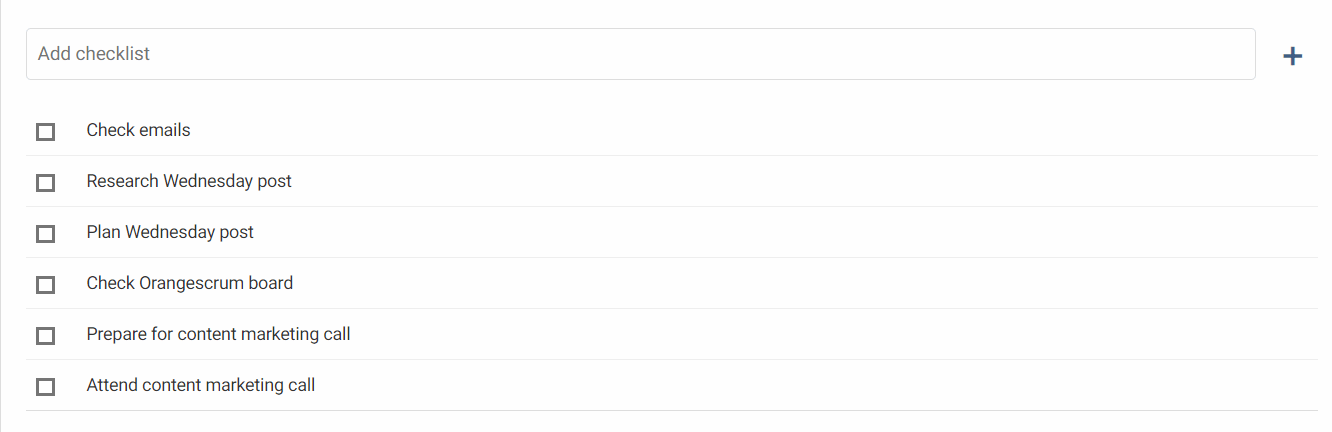 Add checklist
Check emails
Research Wednesday post
Plan Wednesday post
Check Orangescrum board
Prepare for content marketing call
Attend content marketing call